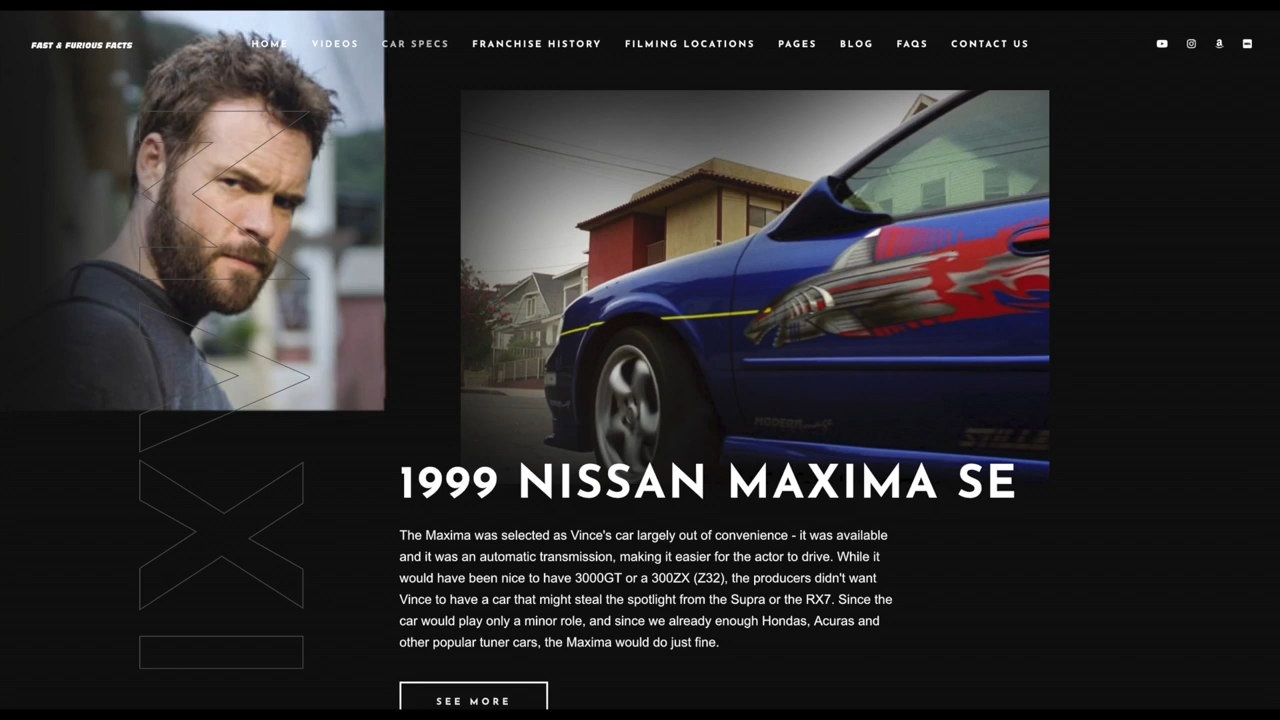 FAST & FURIOUS FACTS
HOME VIDEOS CAR SPECS FRANCHISE HISTORY FILMING LOCATIONS PAGES BLOG FAQS CONTACT US
1999 NISSAN MAXIMA SE
The Maxima was selected as Vince's car largely out of convenience - it was available
and it was an automatic transmission, making it easier for the actor to drive. While it
would have been nice to have 3000GT or a 300ZX (Z32), the producers didn't want
Vince to have a car that might steal the spotlight from the Supra or the RX7. Since the
car would play only a minor role, and since we already enough Hondas, Acuras and
other popular tuner cars, the Maxima would do just fine.
SEE MORE